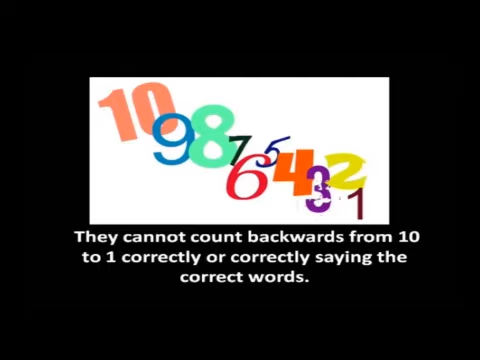 10 9 8 7 6 5 4 3 2 1
They cannot count backwards from 10
to 1 correctly or correctly saying the
correct words.